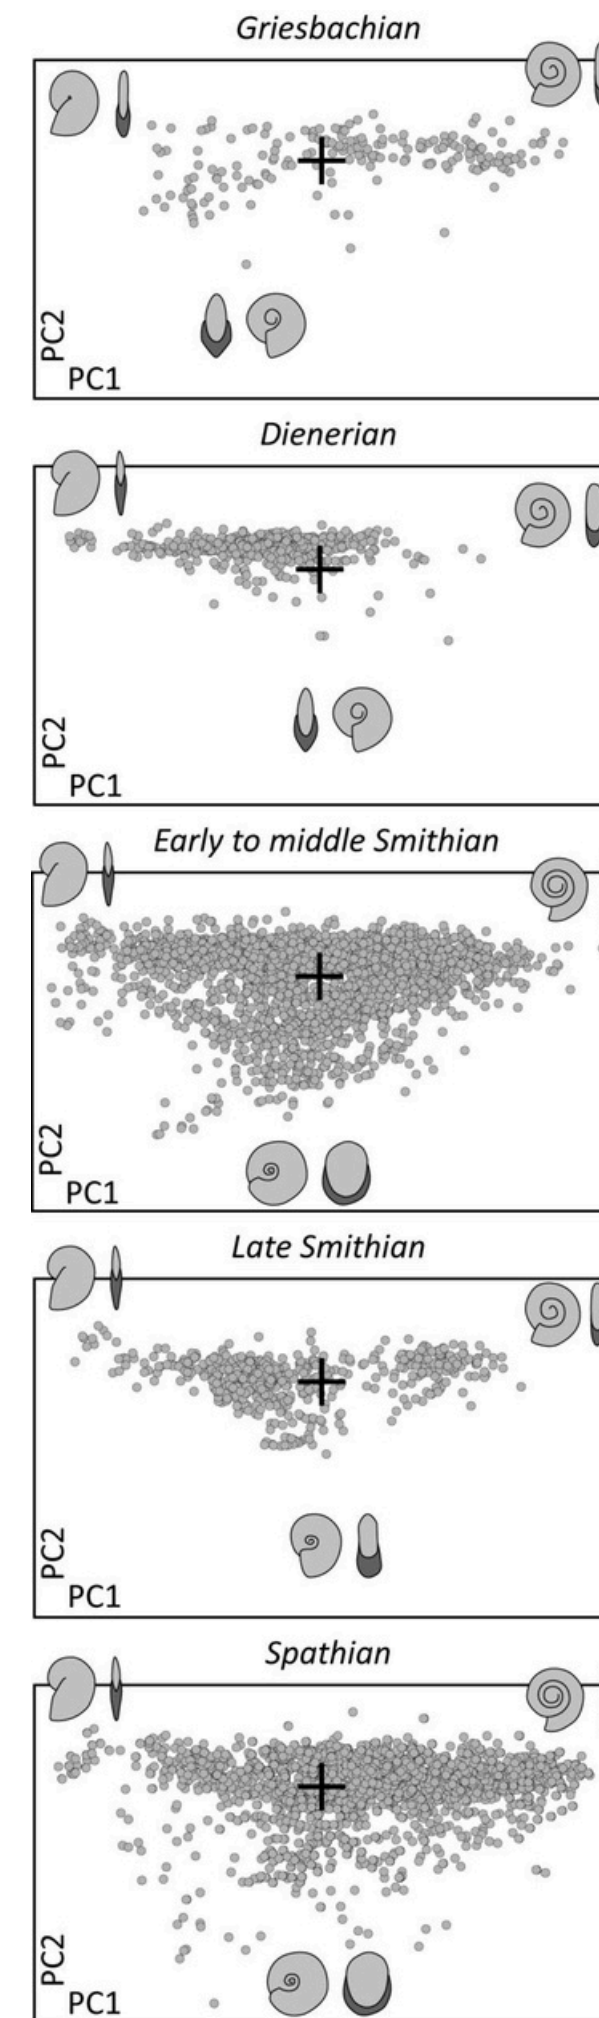 Griesbachian
PC2
PC1
Dienerian
PC2
PC1
Early to middle Smithian
PC2
PC1
Late Smithian
PC2
PC1
Spathian
PC2
PC1